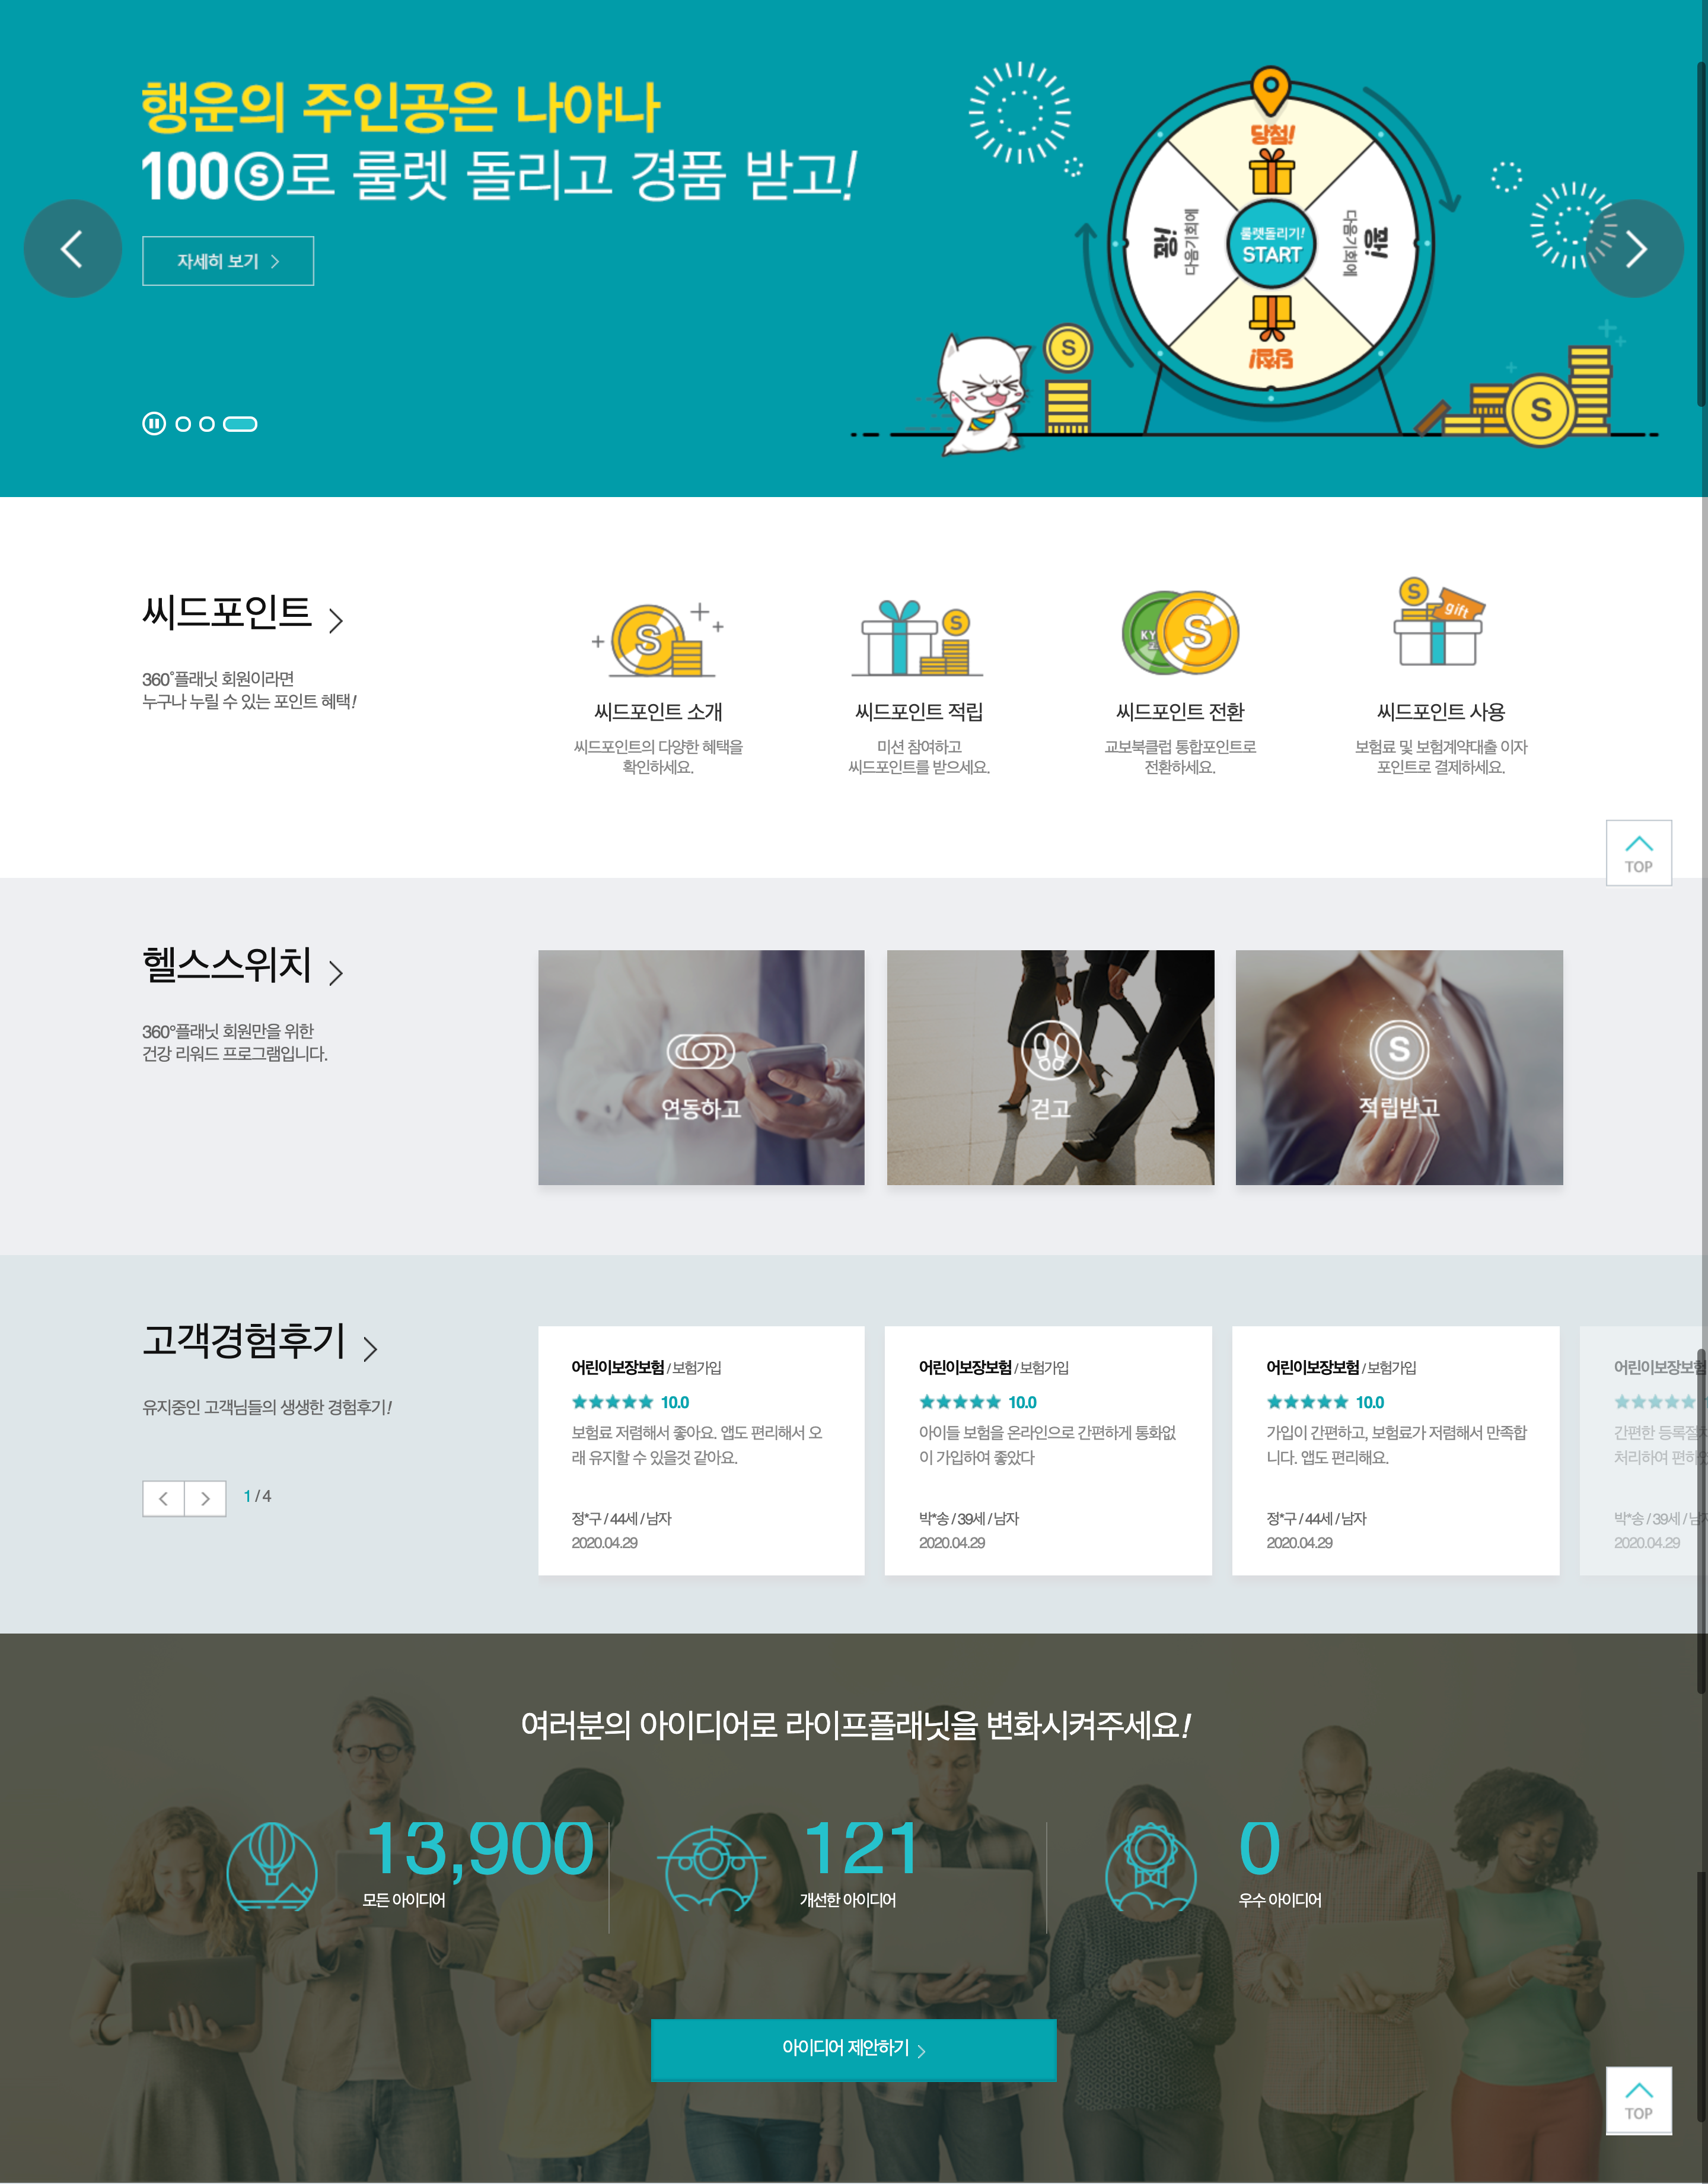 행운의 주인공은 나야나
100Ⓢ로 룰렛 돌리고 경품 받고!
자세히 보기
당첨!
꽝!
다음기회에
룰렛돌리기!
START
다음기회에
꽝!
당첨!
S
S
씨드포인트
360°플래닛 회원이라면
누구나 누릴 수 있는 포인트 혜택!
S
씨드포인트 소개
씨드포인트의 다양한 혜택을
확인하세요.
S
씨드포인트 적립
미션 참여하고
씨드포인트를 받으세요.
KY
S
씨드포인트 전환
교보북클럽 통합포인트로
전환하세요.
S
gift
씨드포인트 사용
보험료 및 보험계약대출 이자
포인트로 결제하세요.
TOP
헬스스위치
360°플래닛 회원만을 위한
건강 리워드 프로그램입니다.
연동하고
걷고
S
적립받고
고객경험후기
유지중인 고객님들의 생생한 경험후기!
1 / 4
어린이보장보험 / 보험가입
★★★★★ 10.0
보험료 저렴해서 좋아요. 앱도 편리해서 오
래 유지할 수 있을것 같아요.
정*구 / 44세 / 남자
2020.04.29
어린이보장보험 / 보험가입
★★★★★ 10.0
아이들 보험을 온라인으로 간편하게 통화없
이 가입하여 좋았다
박*송 / 39세 / 남자
2020.04.29
어린이보장보험 / 보험가입
★★★★★ 10.0
가입이 간편하고, 보험료가 저렴해서 만족합
니다. 앱도 편리해요.
정*구 / 44세 / 남자
2020.04.29
어린이보장보험
★★★★★
간편한 등록절차
처리하여 편하
박*송 / 39세 / 남
2020.04.29
여러분의 아이디어로 라이프플래닛을 변화시켜주세요!
13,900
모든 아이디어
121
개선한 아이디어
0
우수 아이디어
아이디어 제안하기
TOP